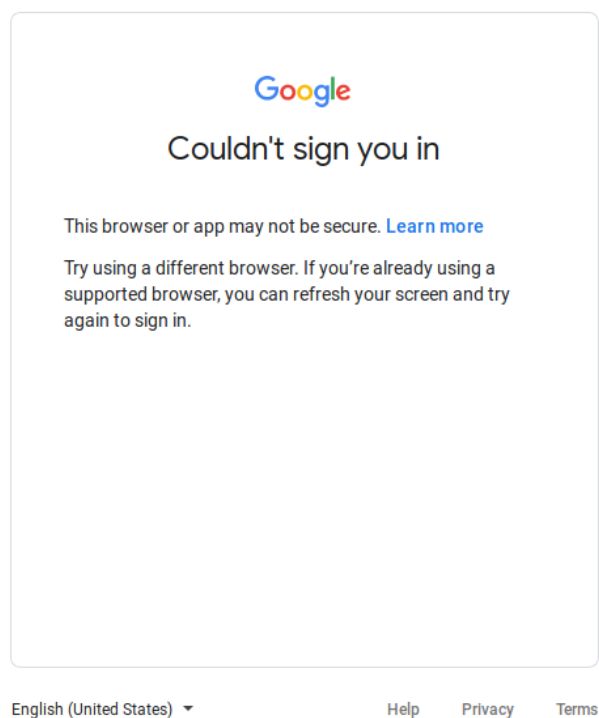 Google
Couldn't sign you in
This browser or app may not be secure. Learn more
Try using a different browser. If you’re already using a
supported browser, you can refresh your screen and try
again to sign in.
English (United States)
Help
Privacy
Terms